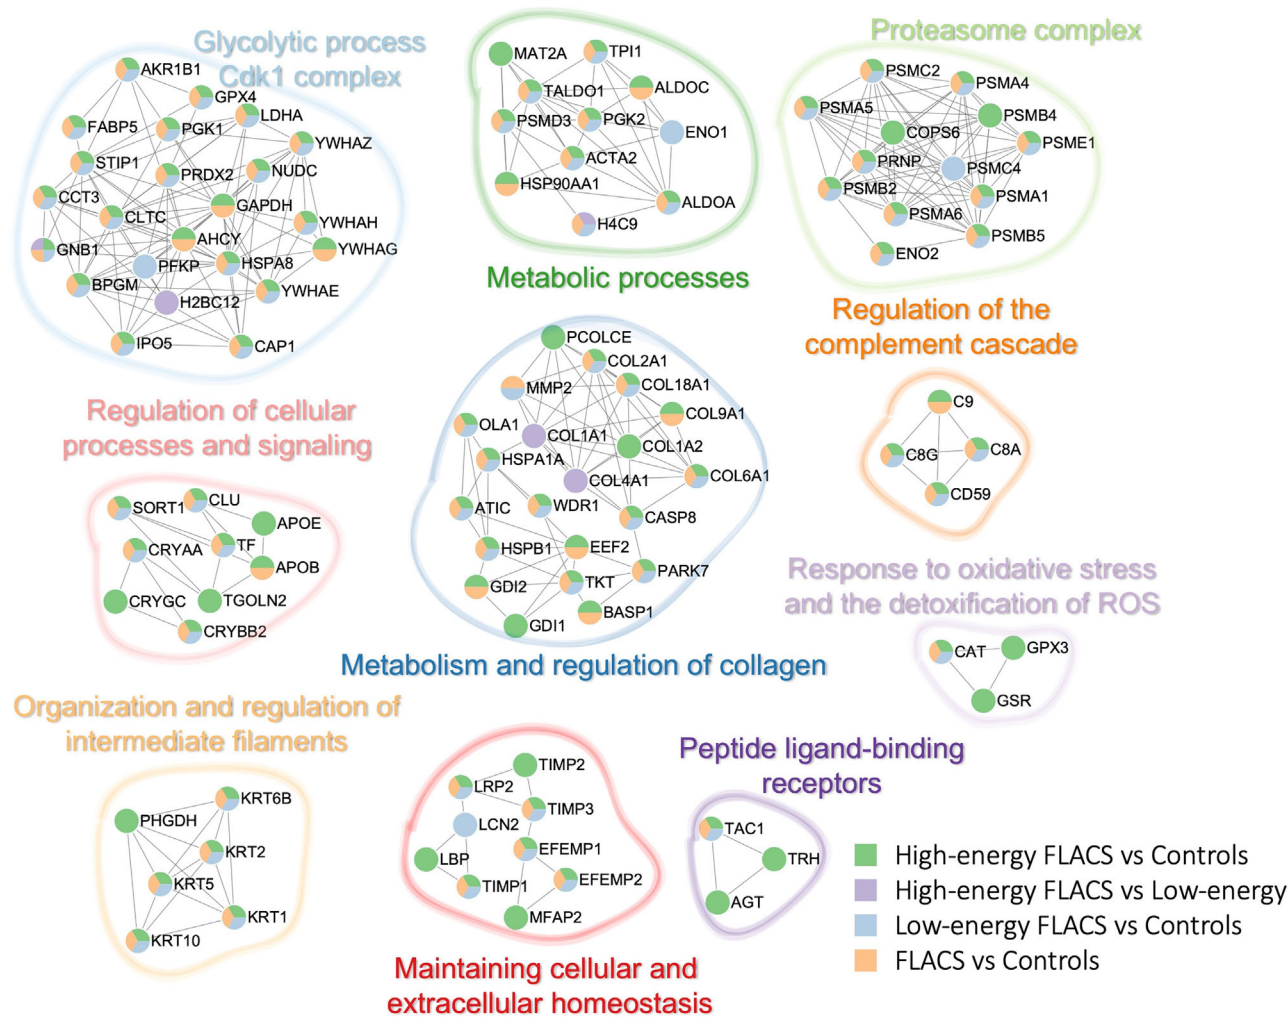 Glycolytic process
Cdk1 complex
AKR1B1
GPX4
LDHA
FABP5
PGK1
YWHAZ
STIP1
PRDX2
NUDC
CCT3
CLTC
GAPDH
YWHAH
GNB1
AHCY
YWHAG
PFKP
HSPA8
BPGM
H2BC12
YWHAE
IPO5
CAP1
MAT2A
TPI1
TALDO1
ALDOC
PSMD3
PGK2
ENO1
ACTA2
HSP90AA1
ALDOA
H4C9
Metabolic processes
Proteasome complex
PSMC2
PSMA4
PSMA5
PSMB4
COPS6
PSME1
PRNP
PSMC4
PSMB2
PSMA1
PSMA6
PSMB5
ENO2
Regulation of the
complement cascade
C9
C8G
C8A
CD59
Regulation of cellular
processes and signaling
SORT1
CLU
APOE
CRYAA
TF
APOB
CRYGC
TGOLN2
CRYBB2
PCOLCE
COL2A1
MMP2
COL18A1
COL9A1
OLA1
COL1A1
COL1A2
HSPA1A
COL4A1
COL6A1
ATIC
WDR1
CASP8
HSPB1
EEF2
PARK7
GDI2
TKT
BASP1
GDI1
Metabolism and regulation of collagen
Response to oxidative stress
and the detoxification of ROS
CAT
GPX3
GSR
Organization and regulation of
intermediate filaments
KRT6B
PHGDH
KRT2
KRT5
KRT1
KRT10
TIMP2
LRP2
TIMP3
LCN2
EFEMP1
LBP
TIMP1
EFEMP2
MFAP2
Maintaining cellular and
extracellular homeostasis
Peptide ligand-binding
receptors
TAC1
TRH
AGT
High-energy FLACS vs Controls
High-energy FLACS vs Low-energy
Low-energy FLACS vs Controls
FLACS vs Controls